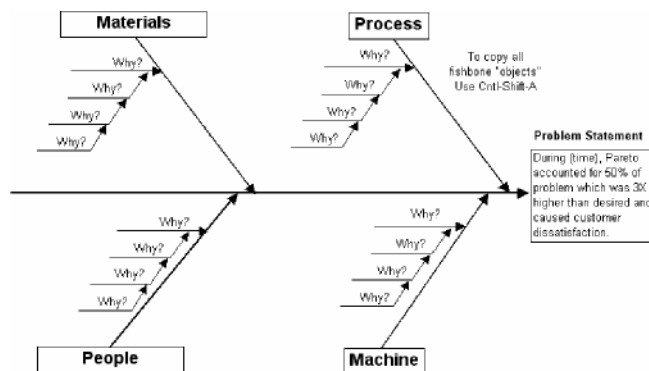 Materials
Process
Why?
Why?
Why?
Why?
Why?
Why?
Why?
Why?
To copy all
fishbone "objects"
Use Cntl-Shift-A
Problem Statement
During (time), Pareto
accounted for 50% of
problem which was 3X
higher than desired and
caused customer
dissatisfaction.
Why?
Why?
Why?
Why?
Why?
Why?
Why?
Why?
People
Machine